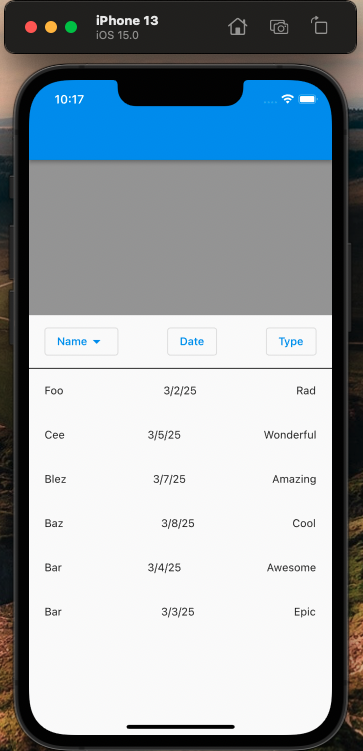 iPhone 13
iOS 15.0
10:17
Name Date Type
Foo 3/2/25 Rad
Cee 3/5/25 Wonderful
Blez 3/7/25 Amazing
Baz 3/8/25 Cool
Bar 3/4/25 Awesome
Bar 3/3/25 Epic